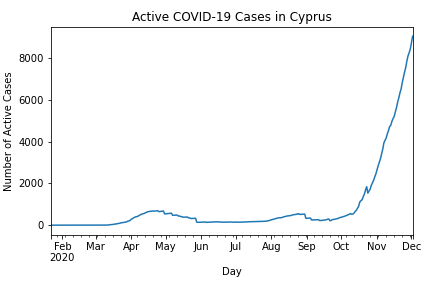 Active COVID-19 Cases in Cyprus
Number of Active Cases
8000
6000
4000
2000
0
Feb Mar Apr May Jun Jul Aug Sep Oct Nov Dec
2020
Day